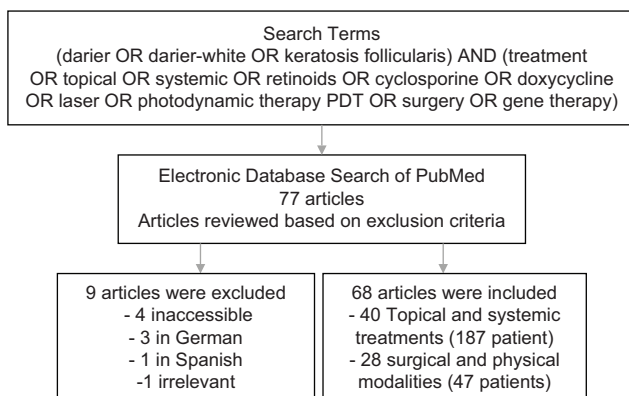 Search Terms
(darier OR darier-white OR keratosis follicularis) AND (treatment
OR topical OR systemic OR retinoids OR cyclosporine OR doxycycline
OR laser OR photodynamic therapy PDT OR surgery OR gene therapy)
Electronic Database Search of PubMed
77 articles
Articles reviewed based on exclusion criteria
9 articles were excluded
- 4 inaccessible
- 3 in German
- 1 in Spanish
-1 irrelevant
68 articles were included
- 40 Topical and systemic
treatments (187 patient)
- 28 surgical and physical
modalities (47 patients)